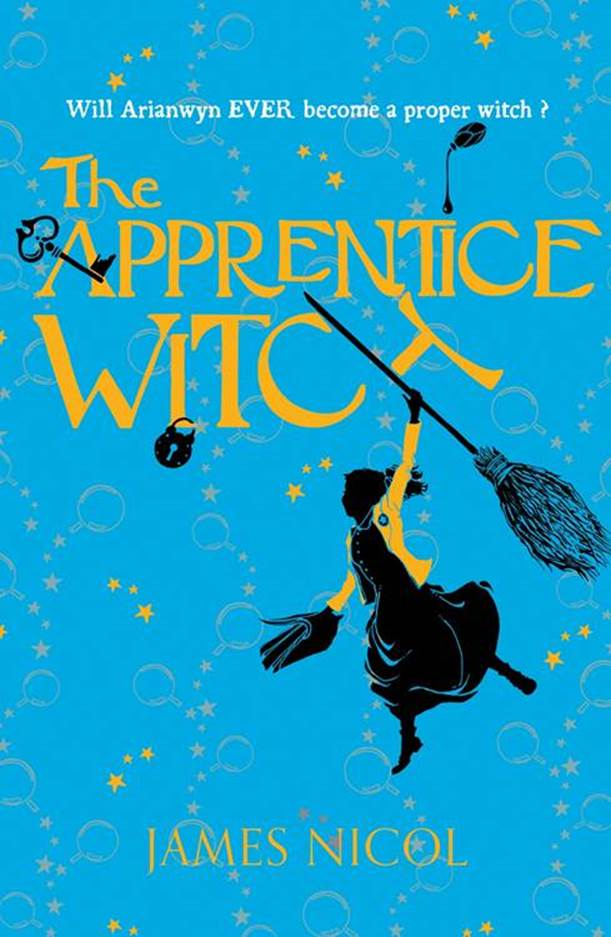 Will Arianwyn EVER become a proper witch ?
The
APPRENTICE
WITCH
JAMES NICOL